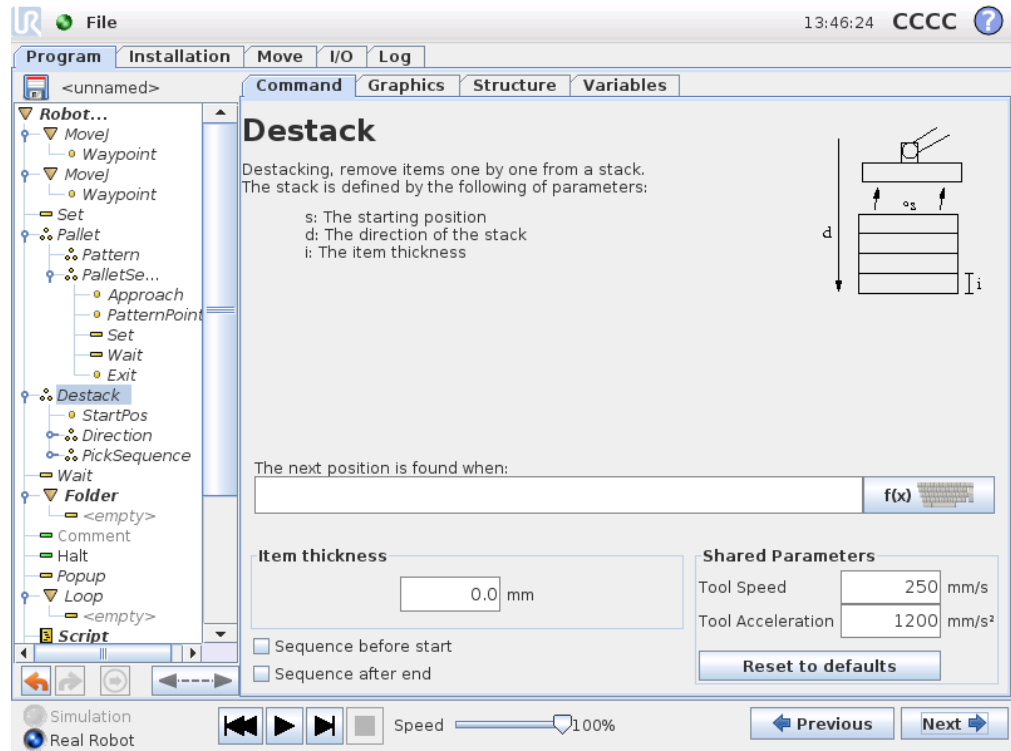 UR File 13:46:24 CCCC ?
Program Installation Move I/O Log
<unnamed>
Command Graphics Structure Variables
Robot...
MoveJ
Waypoint
MoveJ
Waypoint
Set
Pallet
Pattern
PalletSe...
Approach
PatternPoint
Set
Wait
Exit
Destack
StartPos
Direction
PickSequence
Wait
Folder
<empty>
Comment
Halt
Popup
Loop
<empty>
Script
Destack
Destacking, remove items one by one from a stack.
The stack is defined by the following of parameters:
s: The starting position
d: The direction of the stack
i: The item thickness
s
d
i
The next position is found when:
f(x)
Item thickness
0.0 mm
Sequence before start
Sequence after end
Shared Parameters
Tool Speed 250 mm/s
Tool Acceleration 1200 mm/s²
Reset to defaults
Simulation
Real Robot
Speed 100%
Previous Next